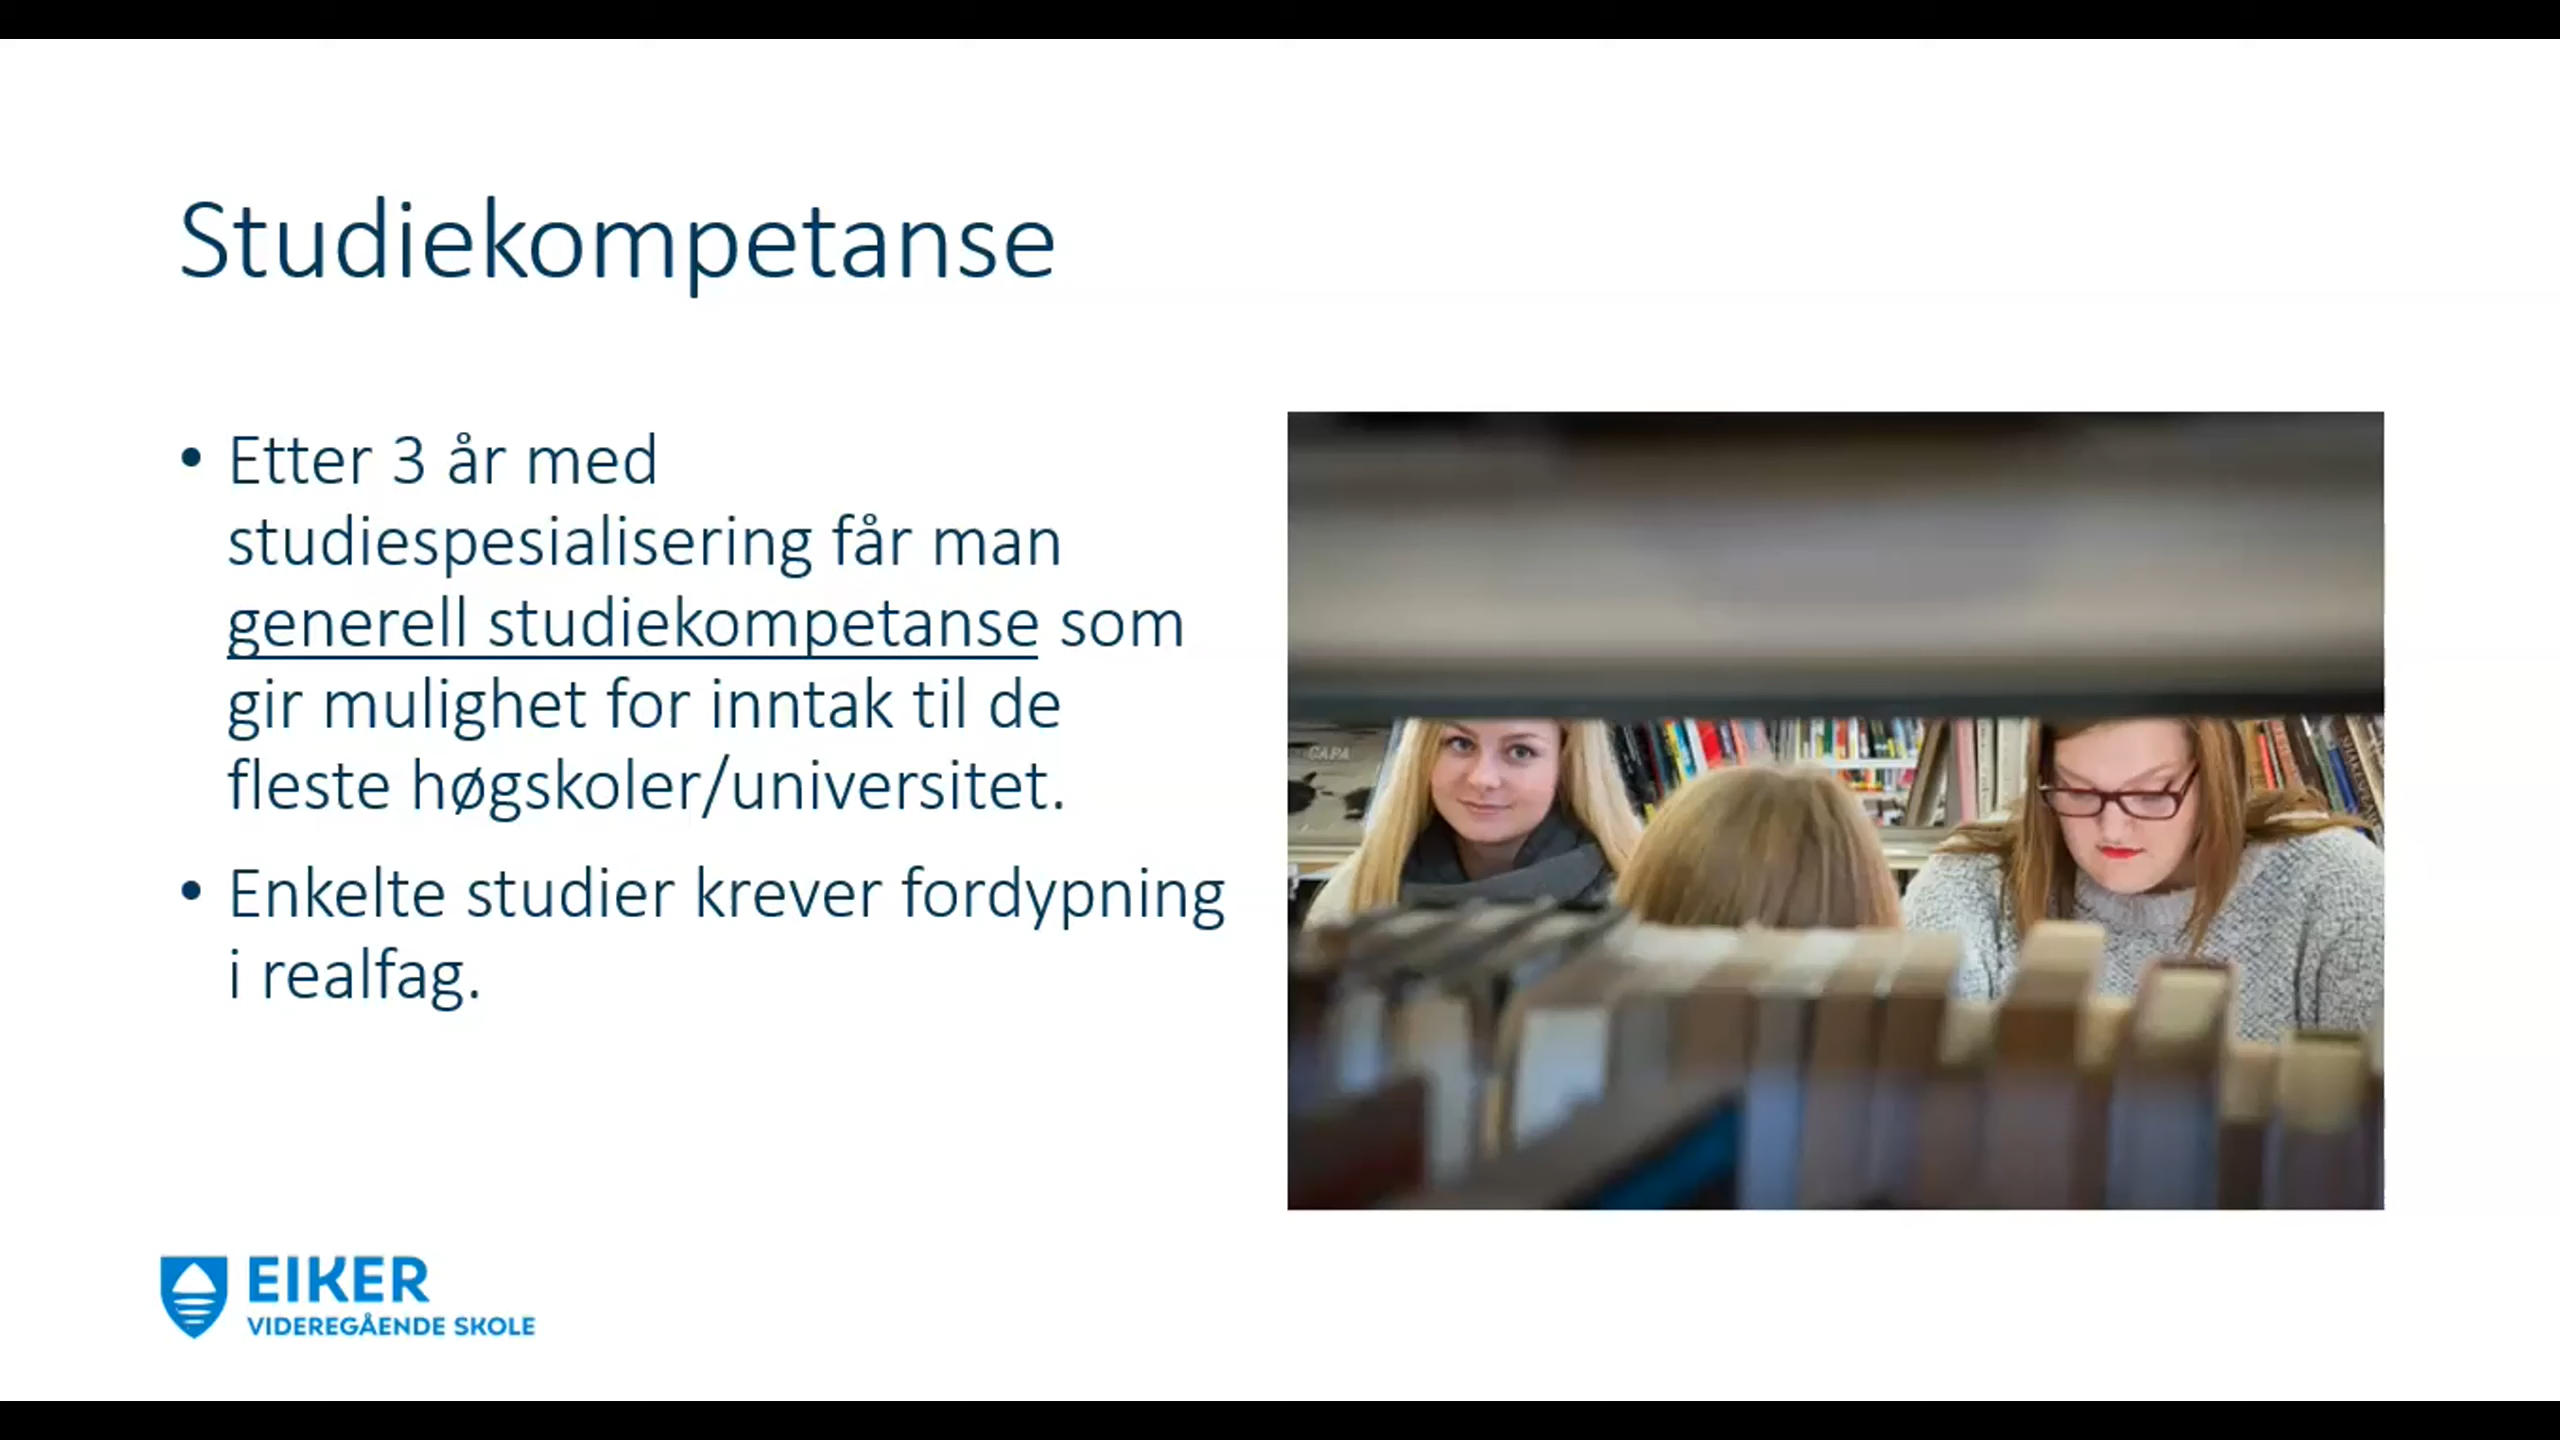 Studiekompetanse
• Etter 3 år med
studiespesialisering får man
generell studiekompetanse som
gir mulighet for inntak til de
fleste høgskoler/universitet.
• Enkelte studier krever fordypning
i realfag.
CAPA
EIKER
VIDEREGÅENDE SKOLE